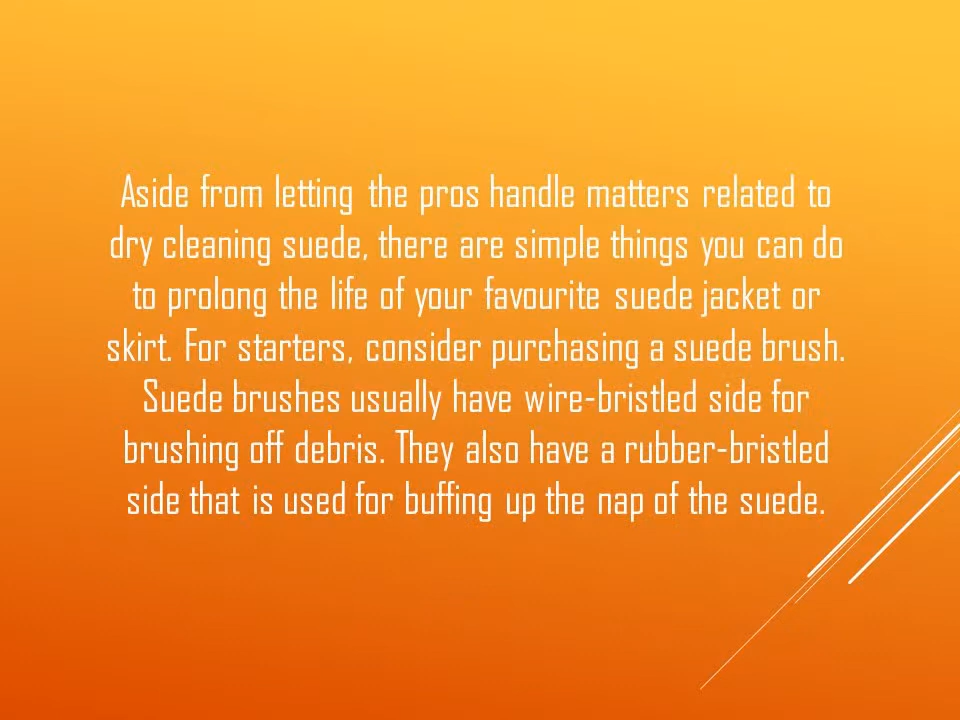 Aside from letting the pros handle matters related to
dry cleaning suede, there are simple things you can do
to prolong the life of your favourite suede jacket or
skirt. For starters, consider purchasing a suede brush.
Suede brushes usually have wire-bristled side for
brushing off debris. They also have a rubber-bristled
side that is used for buffing up the nap of the suede.